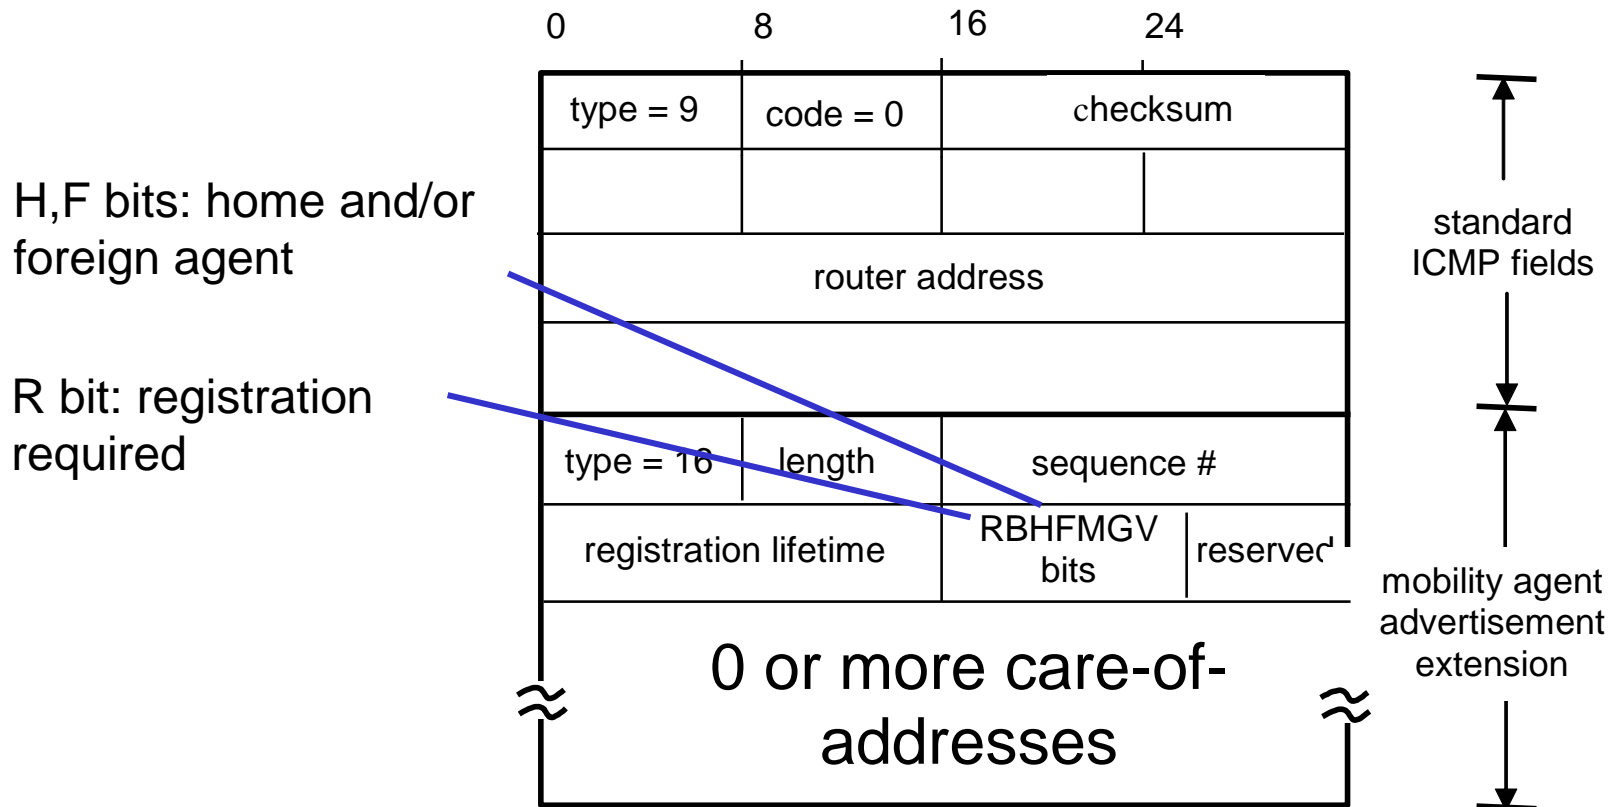 0 8 16 24
type = 9 code = 0 checksum
H,F bits: home and/or
foreign agent
standard
ICMP fields
router address
R bit: registration
required
type = 16 length sequence #
registration lifetime
RBHFMGV
bits
reserved
mobility agent
advertisement
extension
0 or more care-of-
addresses